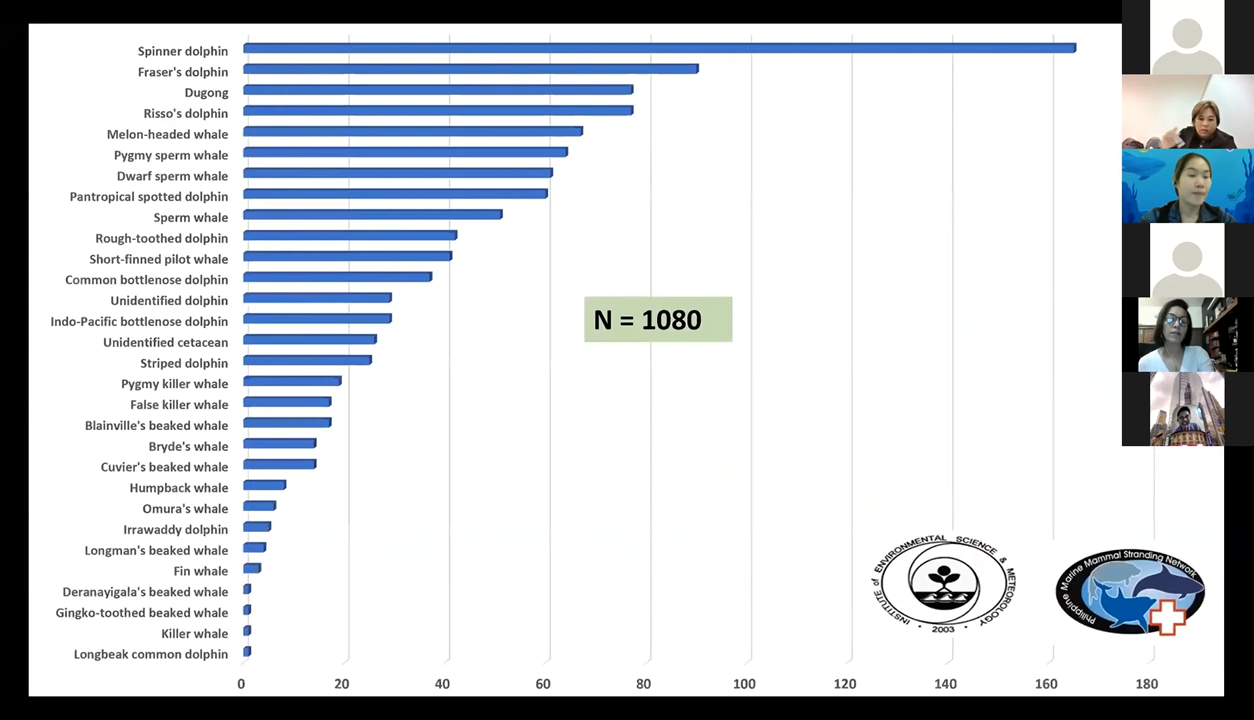 Spinner dolphin
Fraser's dolphin
Dugong
Risso's dolphin
Melon-headed whale
Pygmy sperm whale
Dwarf sperm whale
Pantropical spotted dolphin
Sperm whale
Rough-toothed dolphin
Short-finned pilot whale
Common bottlenose dolphin
Unidentified dolphin
Indo-Pacific bottlenose dolphin
Unidentified cetacean
Striped dolphin
Pygmy killer whale
False killer whale
Blainville's beaked whale
Bryde's whale
Cuvier's beaked whale
Humpback whale
Omura's whale
Irrawaddy dolphin
Longman's beaked whale
Fin whale
Deranayigala's beaked whale
Gingko-toothed beaked whale
Killer whale
Longbeak common dolphin
N = 1080
INSTITUTE of ENVIRONMENTAL SCIENCE & METEOROLOGY
• 2003 •
Philippine Marine Mammal Stranding Network
0 20 40 60 80 100 120 140 160 180